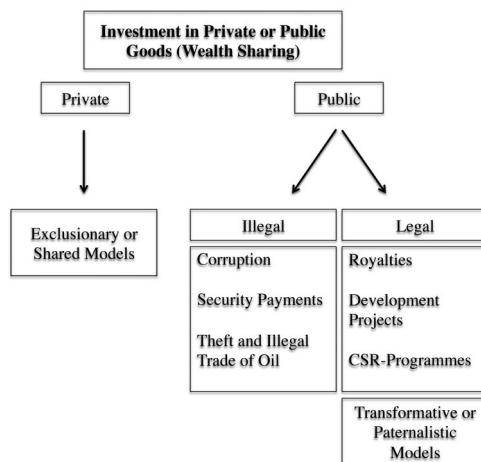 Investment in Private or Public
Goods (Wealth Sharing)
Private
Public
Exclusionary or
Shared Models
Illegal
Legal
Corruption
Security Payments
Theft and Illegal
Trade of Oil
Royalties
Development
Projects
CSR-Programmes
Transformative or
Paternalistic
Models